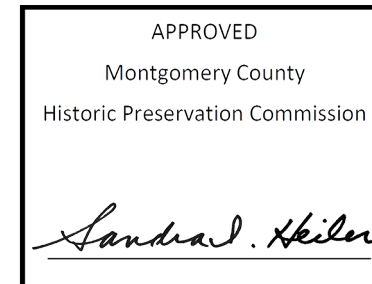 APPROVED
Montgomery County
Historic Preservation Commission
Sandra I. Heiler